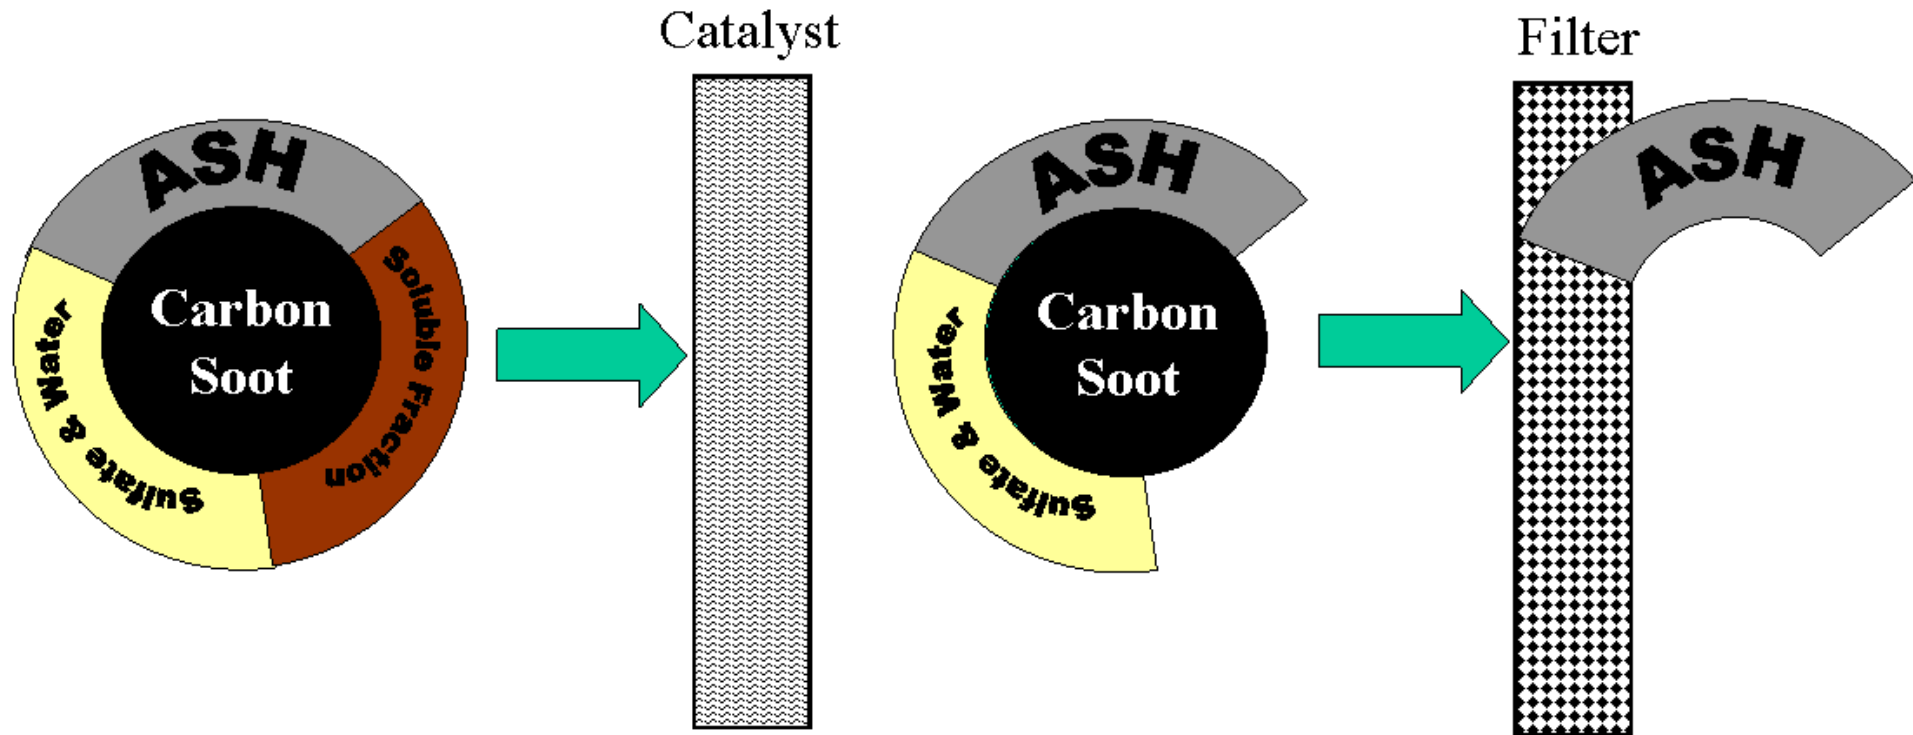 Catalyst
Filter
ASH
Carbon
Soot
Soluble Fraction
Sulfate & Water
ASH
Carbon
Soot
Sulfate & Water
ASH